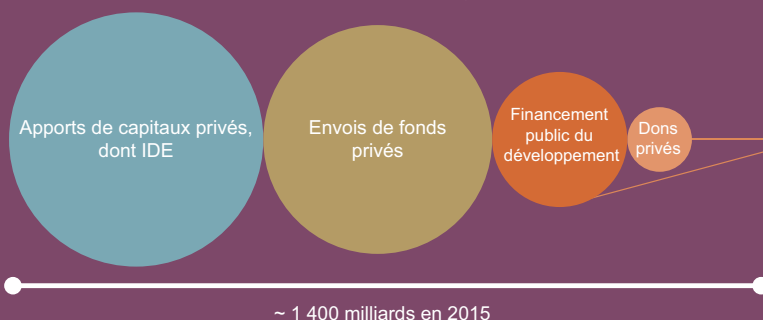 Apports de capitaux privés,
dont IDE
Envois de fonds
privés
Financement
public du
développement
Dons
privés
~ 1 400 milliards en 2015